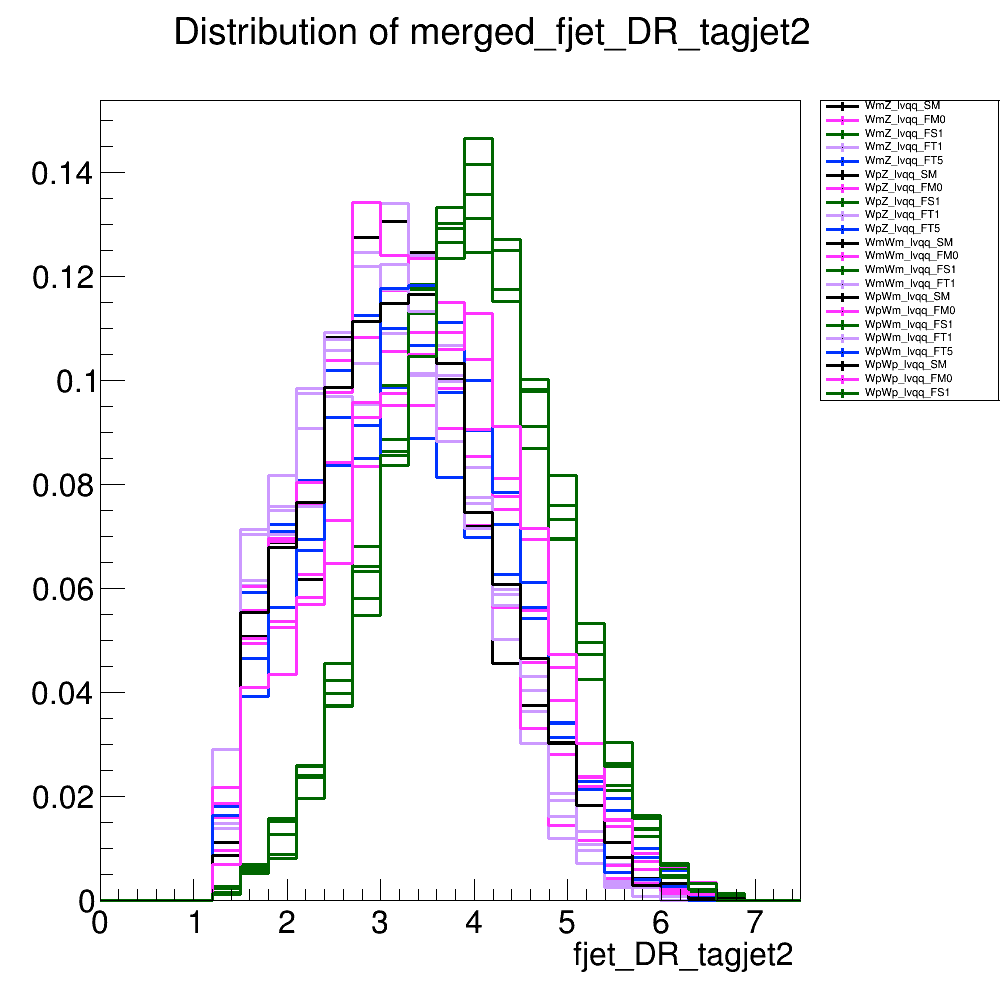 Distribution of merged_fjet_DR_tagjet2
WmZ_lvqq_SM
WmZ_lvqq_FM0
WmZ_lvqq_FS1
WmZ_lvqq_FT1
WmZ_lvqq_FT5
WpZ_lvqq_SM
WpZ_lvqq_FM0
WpZ_lvqq_FS1
WpZ_lvqq_FT1
WpZ_lvqq_FT5
WmWm_lvqq_SM
WmWm_lvqq_FM0
WmWm_lvqq_FS1
WmWm_lvqq_FT1
WpWm_lvqq_SM
WpWm_lvqq_FM0
WpWm_lvqq_FS1
WpWm_lvqq_FT1
WpWm_lvqq_FT5
WpWp_lvqq_SM
WpWp_lvqq_FM0
WpWp_lvqq_FS1
0.14
0.12
0.1
0.08
0.06
0.04
0.02
0
0 1 2 3 4 5 6 7
fjet_DR_tagjet2